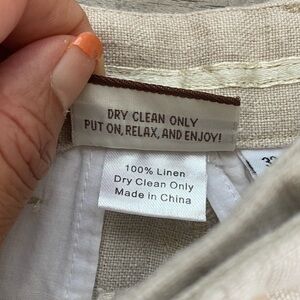 DRY CLEAN ONLY
PUT ON, RELAX, AND ENJOY!
100% Linen
Dry Clean Only
Made in China